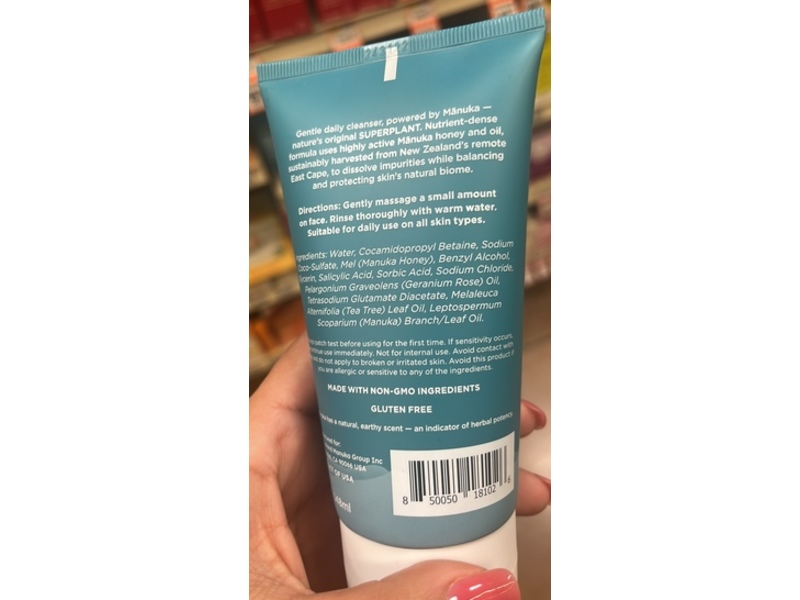 Gentle daily cleanser, powered by Mānuka —
nature's original SUPERPLANT. Nutrient-dense
formula uses highly active Mānuka honey and oil,
sustainably harvested from New Zealand's remote
East Cape, to dissolve impurities while balancing
and protecting skin's natural biome.
Directions: Gently massage a small amount
on face. Rinse thoroughly with warm water.
Suitable for daily use on all skin types.
ngredients: Water, Cocamidopropyl Betaine, Sodium
Coco-Sulfate, Mel (Manuka Honey), Benzyl Alcohol,
cerin, Salicylic Acid, Sorbic Acid, Sodium Chloride,
Pelargonium Graveolens (Geranium Rose) Oil,
Tetrasodium Glutamate Diacetate, Melaleuca
Alternifolia (Tea Tree) Leaf Oil, Leptospermum
Scoparium (Manuka) Branch/Leaf Oil.
patch test before using for the first time. If sensitivity occurs,
use immediately. Not for internal use. Avoid contact with
do not apply to broken or irritated skin. Avoid this product if
you are allergic or sensitive to any of the ingredients.
MADE WITH NON-GMO INGREDIENTS
GLUTEN FREE
has a natural, earthy scent — an indicator of herbal potency.
for:
Manuka Group Inc
CA 90066 USA
OF USA
8 50050 18102 6